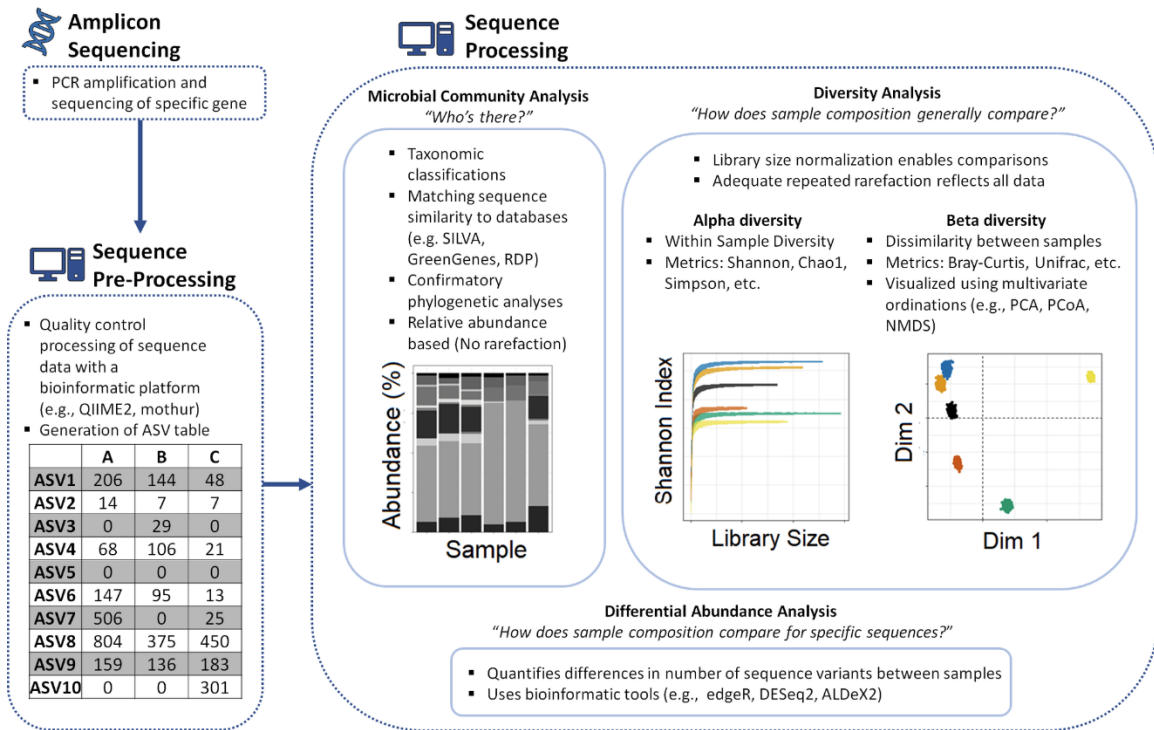 Amplicon
Sequencing
▪ PCR amplification and
sequencing of specific gene
Sequence
Pre-Processing
▪ Quality control
processing of sequence
data with a
bioinformatic platform
(e.g., QIIME2, mothur)
▪ Generation of ASV table
A B C
ASV1 206 144 48
ASV2 14 7 7
ASV3 0 29 0
ASV4 68 106 21
ASV5 0 0 0
ASV6 147 95 13
ASV7 506 0 25
ASV8 804 375 450
ASV9 159 136 183
ASV10 0 0 301
Sequence
Processing
Microbial Community Analysis
"Who's there?"
▪ Taxonomic
classifications
▪ Matching sequence
similarity to databases
(e.g. SILVA,
GreenGenes, RDP)
▪ Confirmatory
phylogenetic analyses
▪ Relative abundance
based (No rarefaction)
Abundance (%)
Sample
Diversity Analysis
"How does sample composition generally compare?"
▪ Library size normalization enables comparisons
▪ Adequate repeated rarefaction reflects all data
Alpha diversity
▪ Within Sample Diversity
▪ Metrics: Shannon, Chao1,
Simpson, etc.
Shannon Index
Library Size
Beta diversity
▪ Dissimilarity between samples
▪ Metrics: Bray-Curtis, Unifrac, etc.
▪ Visualized using multivariate
ordinations (e.g., PCA, PCoA,
NMDS)
Dim 2
Dim 1
Differential Abundance Analysis
"How does sample composition compare for specific sequences?"
▪ Quantifies differences in number of sequence variants between samples
▪ Uses bioinformatic tools (e.g., edgeR, DESeq2, ALDeX2)